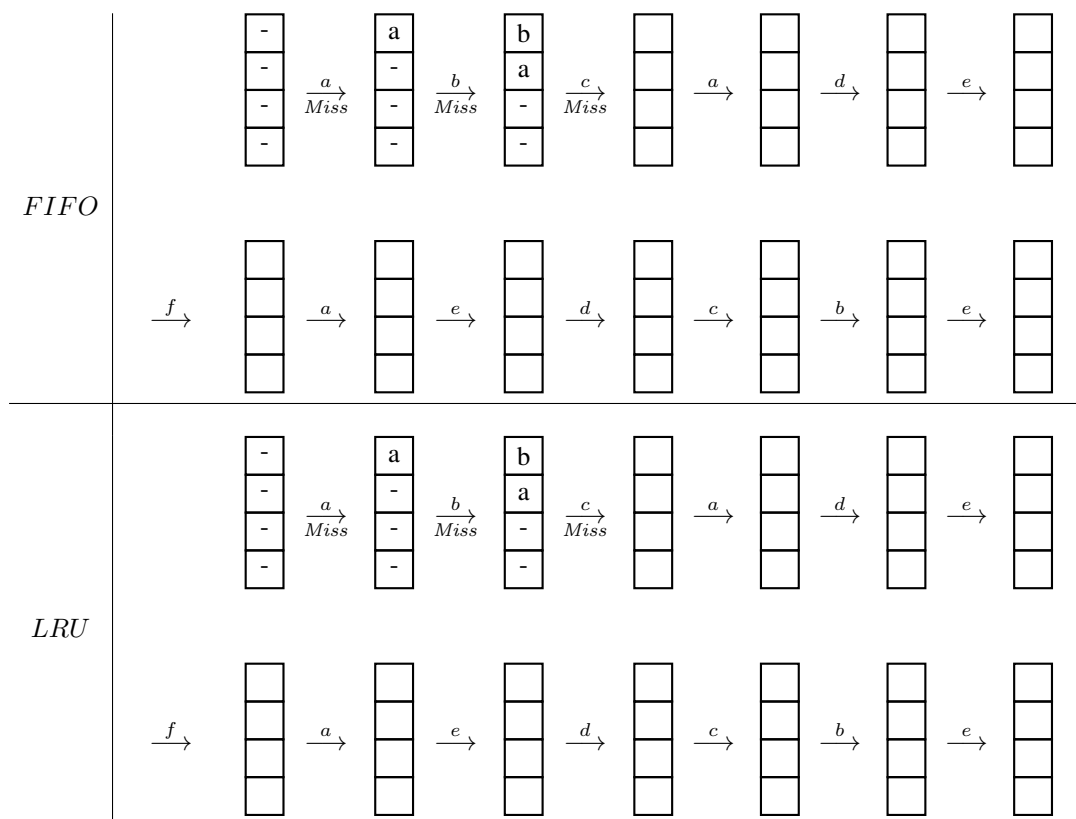 - a b
- - a
- - -
- - -
a b c a d e
Miss Miss Miss
FIFO
f a e d c b e
- a b
- - a
- - -
- - -
a b c a d e
Miss Miss Miss
LRU
f a e d c b e